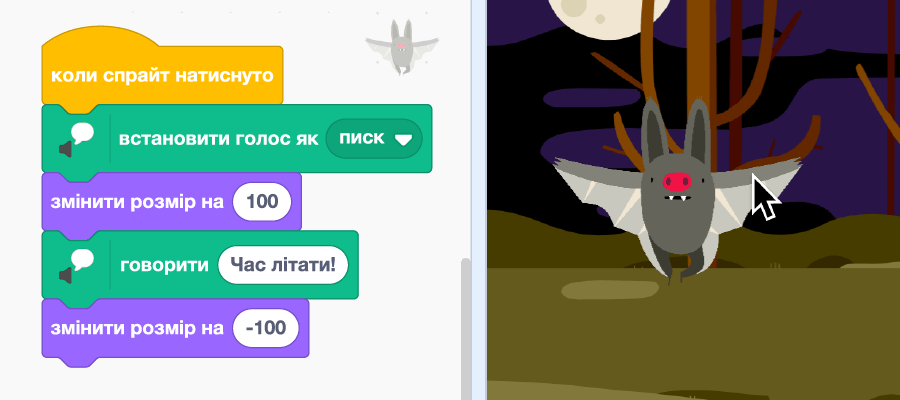 коли спрайт натиснуто
встановити голос як писк
змінити розмір на 100
говорити Час літати!
змінити розмір на -100